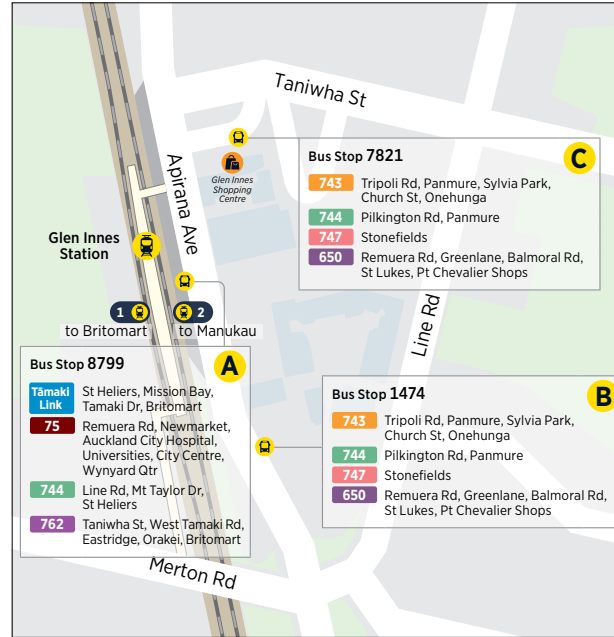 Taniwha St
Apirana Ave
Glen Innes
Shopping
Centre
Glen Innes
Station
1
to Britomart
2
to Manukau
Line Rd
Merton Rd
C
Bus Stop 7821
743 Tripoli Rd, Panmure, Sylvia Park,
Church St, Onehunga
744 Pilkington Rd, Panmure
747 Stonefields
650 Remuera Rd, Greenlane, Balmoral Rd,
St Lukes, Pt Chevalier Shops
A
Bus Stop 8799
Tāmaki
Link
St Heliers, Mission Bay,
Tamaki Dr, Britomart
75 Remuera Rd, Newmarket,
Auckland City Hospital,
Universities, City Centre,
Wynyard Qtr
744 Line Rd, Mt Taylor Dr,
St Heliers
762 Taniwha St, West Tamaki Rd,
Eastridge, Orakei, Britomart
B
Bus Stop 1474
743 Tripoli Rd, Panmure, Sylvia Park,
Church St, Onehunga
744 Pilkington Rd, Panmure
747 Stonefields
650 Remuera Rd, Greenlane, Balmoral Rd,
St Lukes, Pt Chevalier Shops